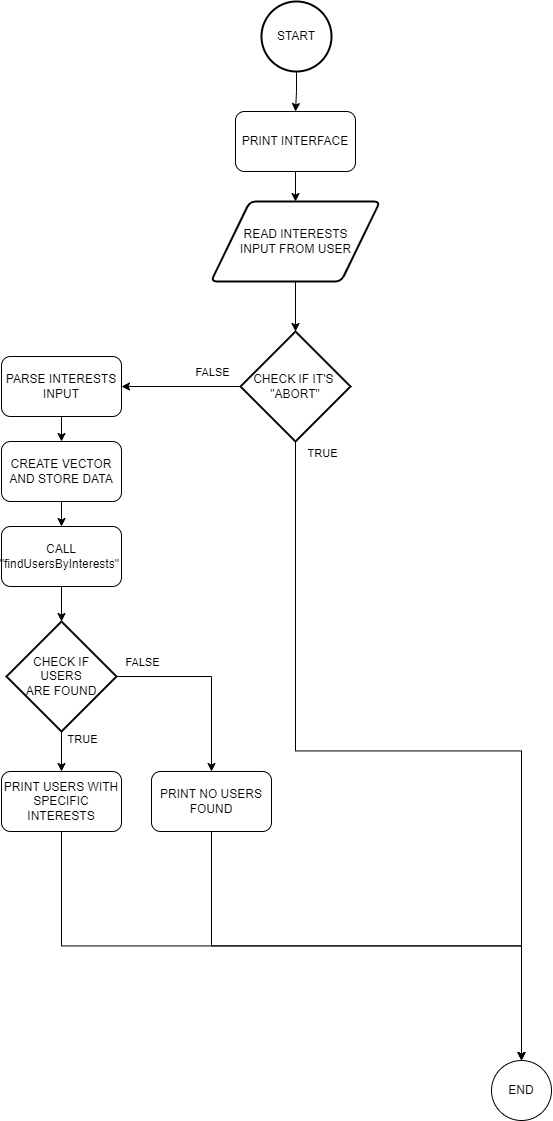 START
PRINT INTERFACE
READ INTERESTS
INPUT FROM USER
CHECK IF IT'S
"ABORT"
FALSE
TRUE
PARSE INTERESTS
INPUT
CREATE VECTOR
AND STORE DATA
CALL
"findUsersByInterests"
CHECK IF
USERS
ARE FOUND
FALSE
TRUE
PRINT USERS WITH
SPECIFIC
INTERESTS
PRINT NO USERS
FOUND
END